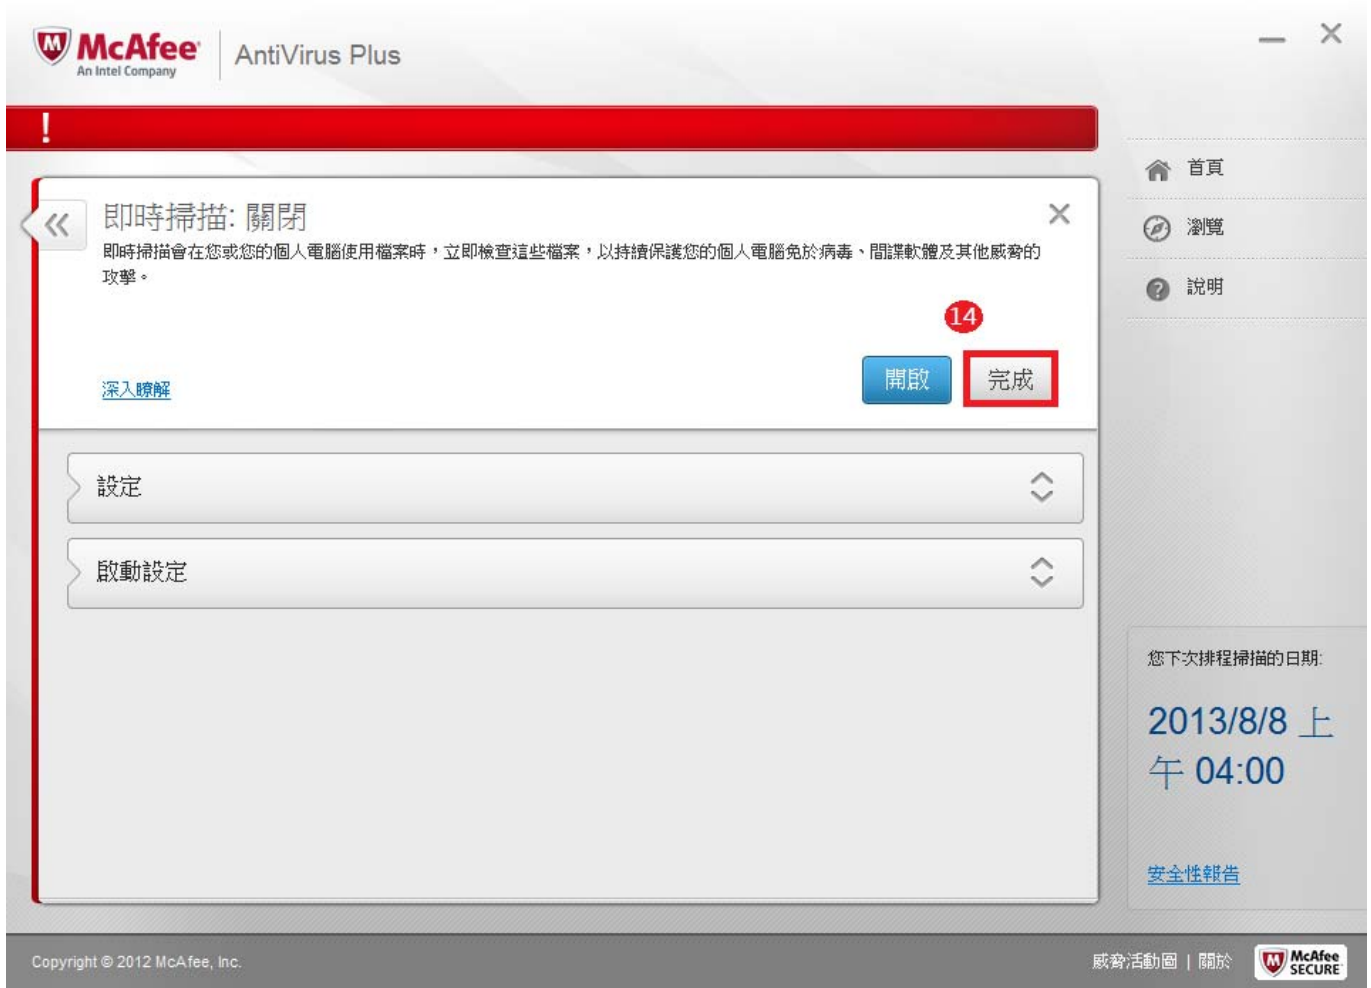 McAfee
An Intel Company
AntiVirus Plus
!
首頁
即時掃描: 關閉
即時掃描會在您或您的個人電腦使用檔案時，立即檢查這些檔案，以持續保護您的個人電腦免於病毒、間諜軟體及其他威脅的
攻擊。
瀏覽
說明
14
深入瞭解
開啟
完成
設定
啟動設定
您下次排程掃描的日期:
2013/8/8 上
午 04:00
安全性報告
Copyright © 2012 McAfee, Inc.
威脅活動圖 | 關於
McAfee
SECURE